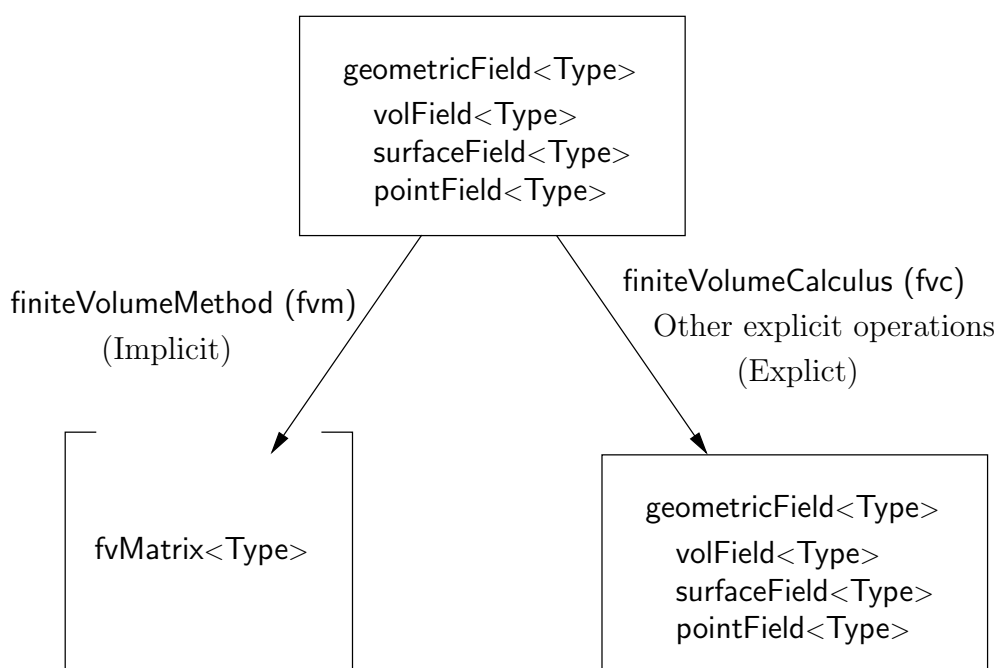 geometricField<Type>
volField<Type>
surfaceField<Type>
pointField<Type>
finiteVolumeMethod (fvm)
(Implicit)
finiteVolumeCalculus (fvc)
Other explicit operations
(Explict)
fvMatrix<Type>
geometricField<Type>
volField<Type>
surfaceField<Type>
pointField<Type>